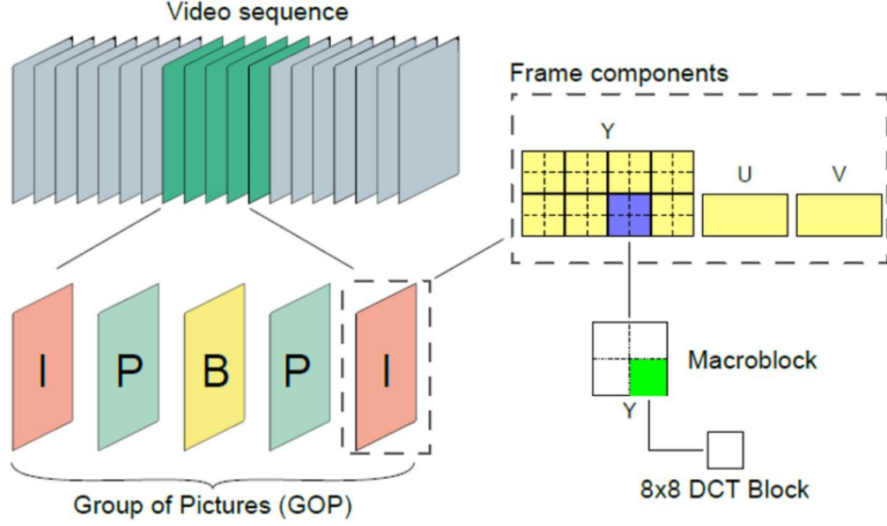 Video sequence
Frame components
Y
U
V
I
P
B
P
I
Macroblock
Y
8x8 DCT Block
Group of Pictures (GOP)